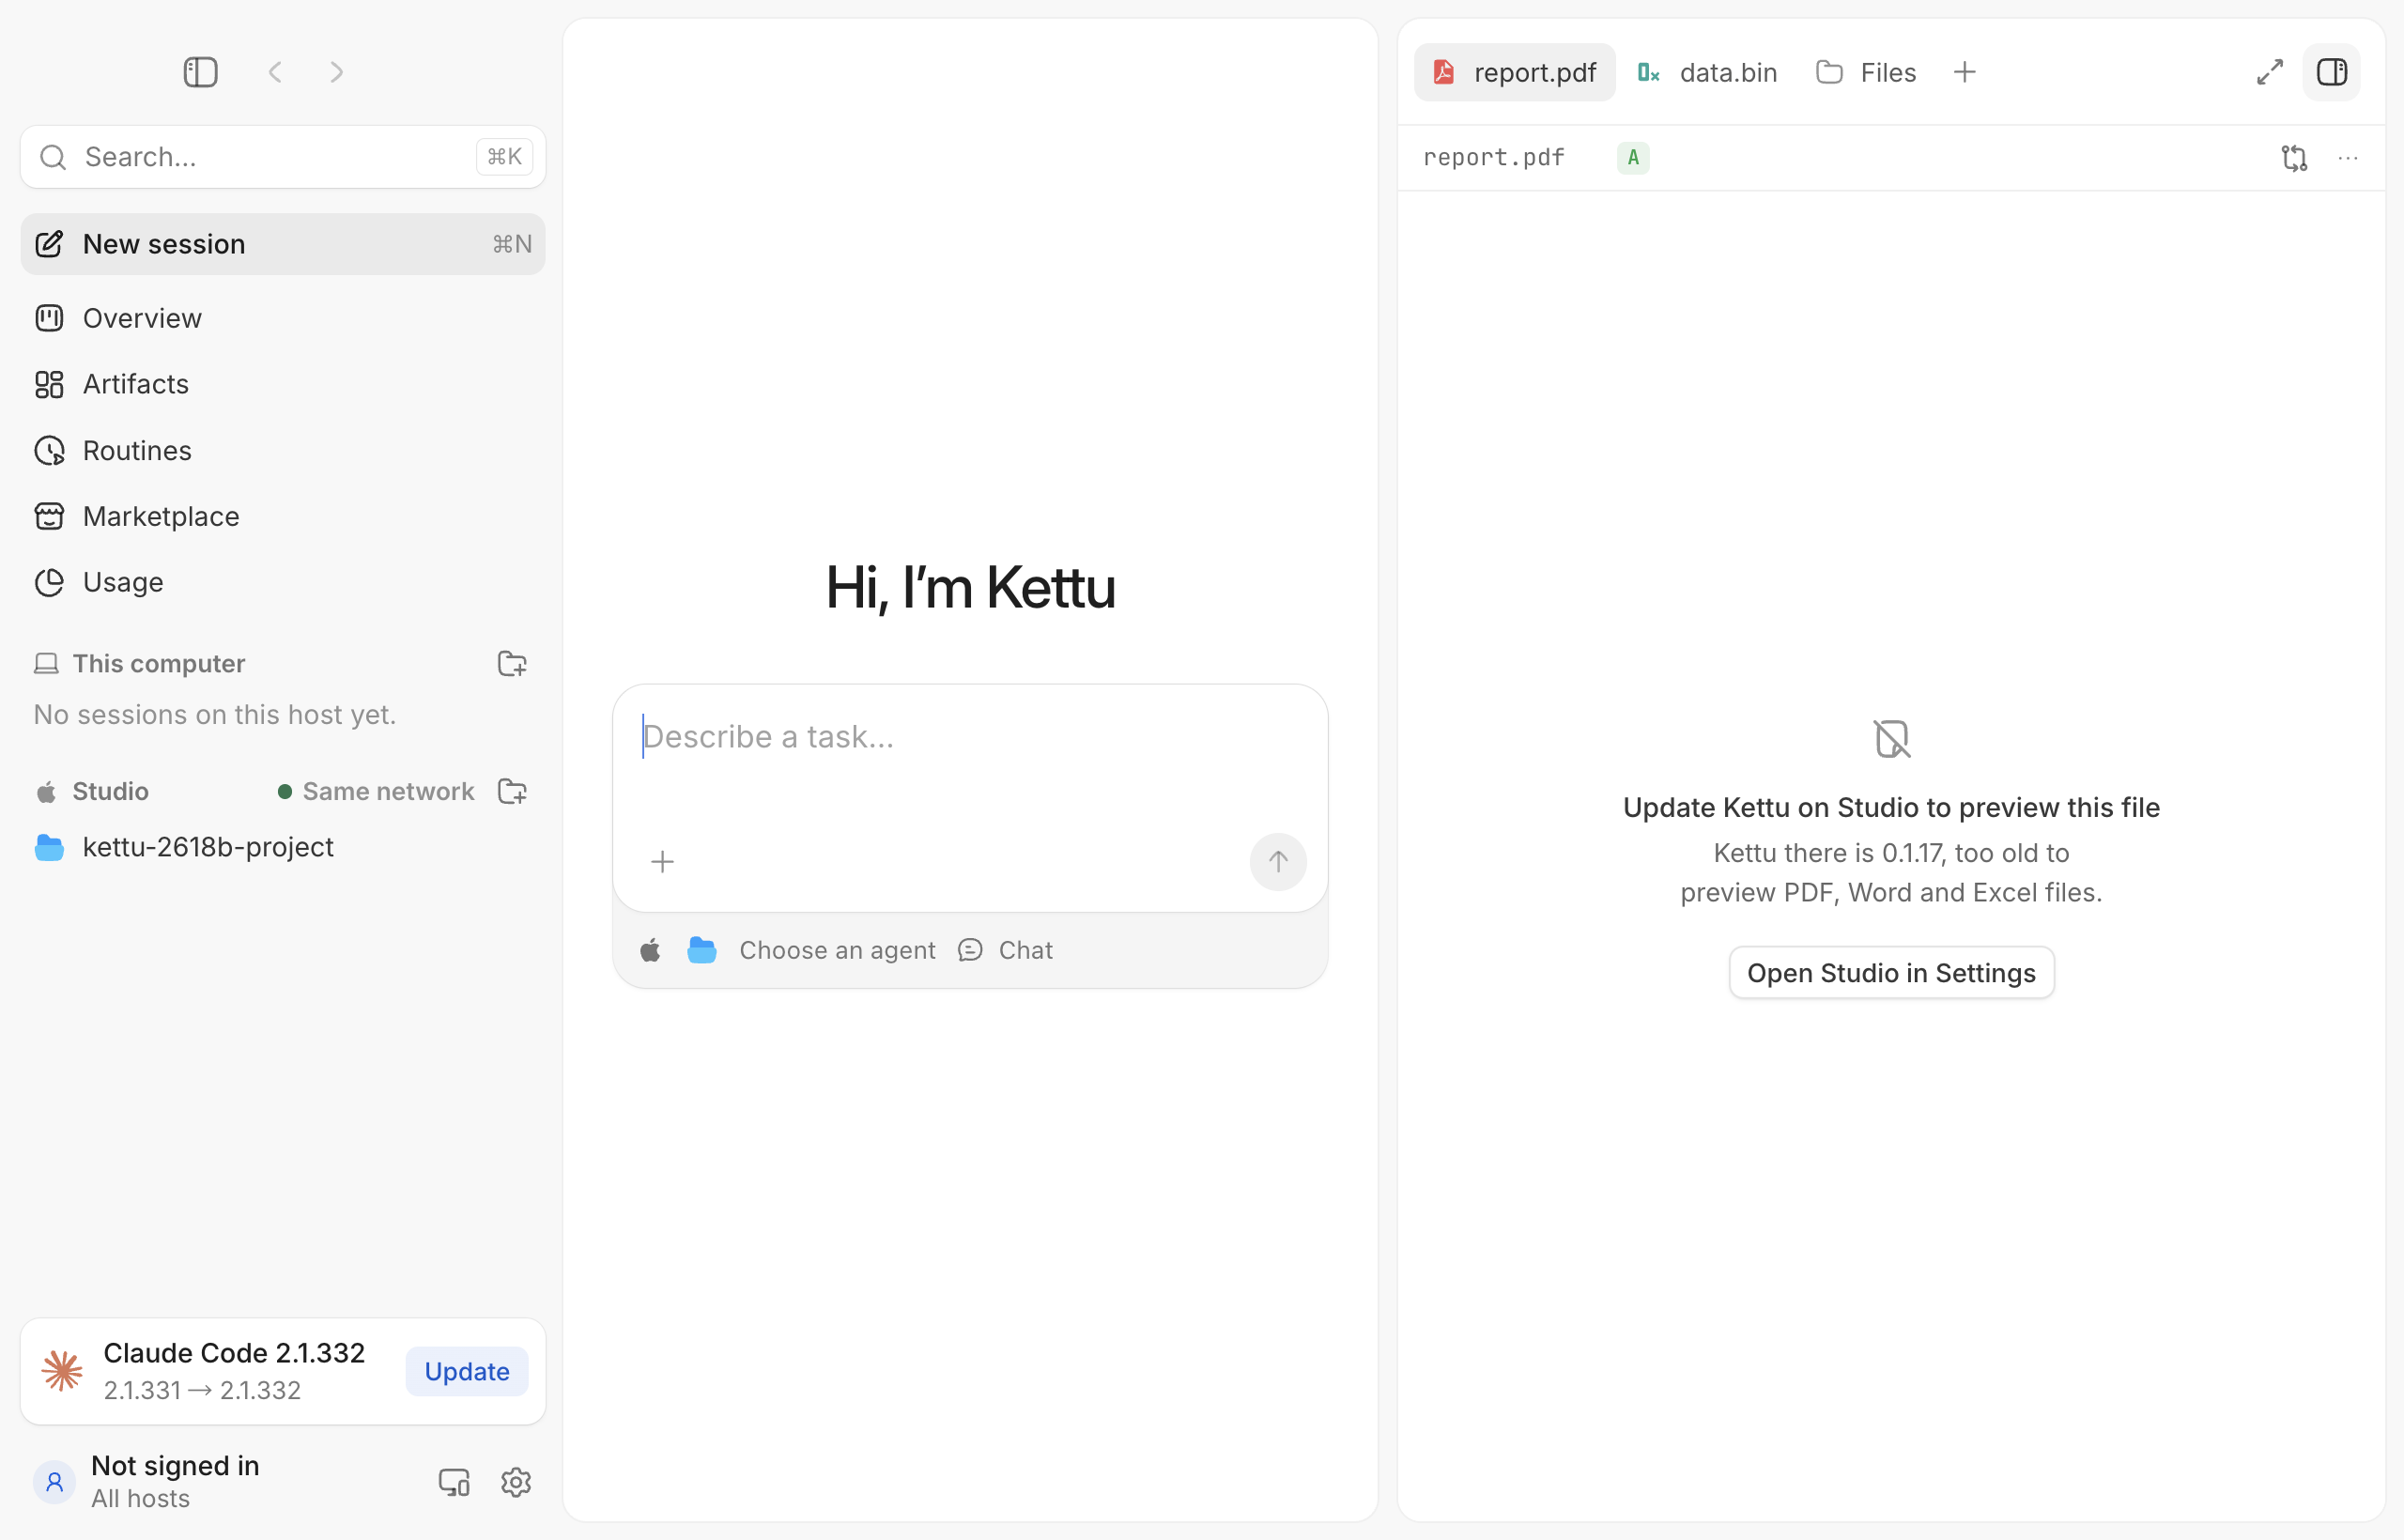 Search...
⌘K
New session
⌘N
Overview
Artifacts
Routines
Marketplace
Usage
This computer
No sessions on this host yet.
Studio
Same network
kettu-2618b-project
Claude Code 2.1.332
2.1.331 → 2.1.332
Update
Not signed in
All hosts
Hi, I’m Kettu
Describe a task...
Choose an agent
Chat
report.pdf
data.bin
Files
report.pdf
A
Update Kettu on Studio to preview this file
Kettu there is 0.1.17, too old to
preview PDF, Word and Excel files.
Open Studio in Settings